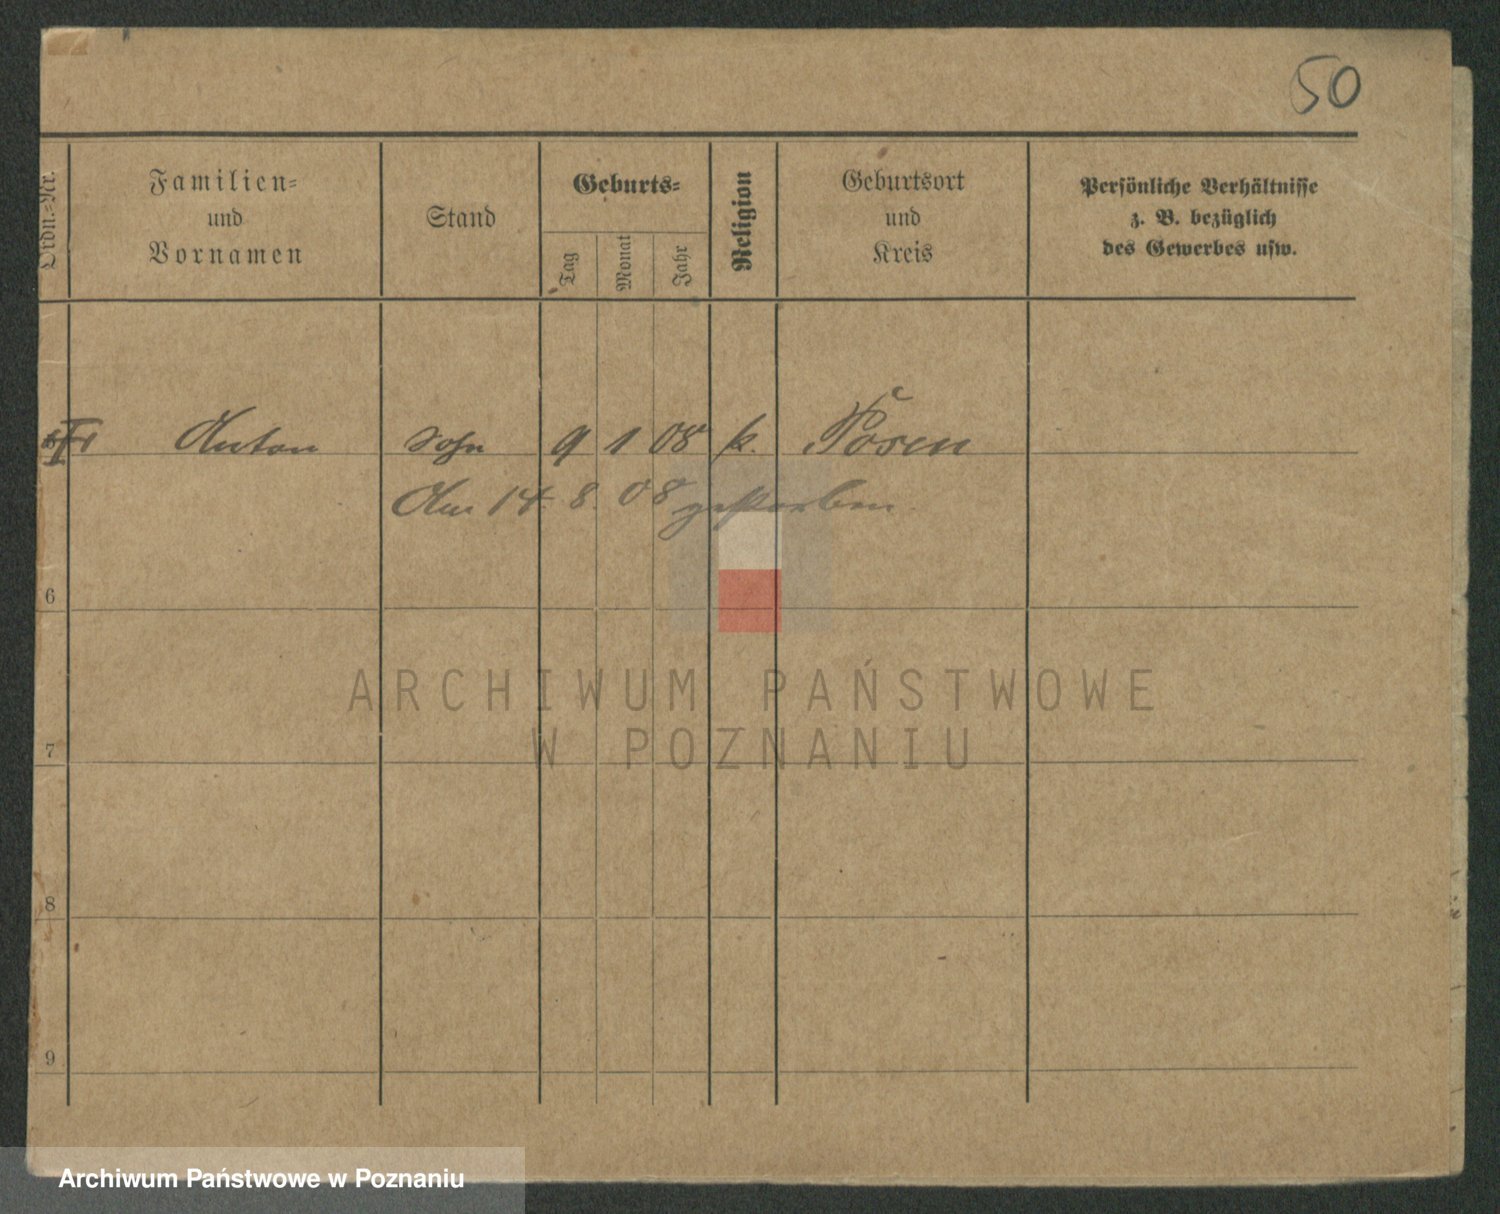 50
Ordn.=Nr.
Familien=
und
Vornamen
Stand
Geburts=
Tag
Monat
Jahr
Religion
Geburtsort
und
Kreis
Persönliche Verhältnisse
z. B. bezüglich
des Gewerbes usw.
Anton Sohn 9 1 08 k. Posen
Am 14. 8. 08 gestorben
6
ARCHIWUM PAŃSTWOWE
W POZNANIU
7
8
9
Archiwum Państwowe w Poznaniu